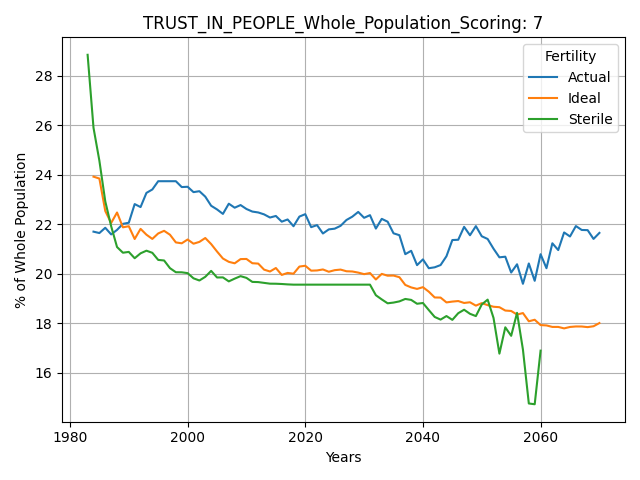 TRUST_IN_PEOPLE_Whole_Population_Scoring: 7
Fertility
Actual
Ideal
Sterile
% of Whole Population
28
26
24
22
20
18
16
1980
2000
2020
2040
2060
Years